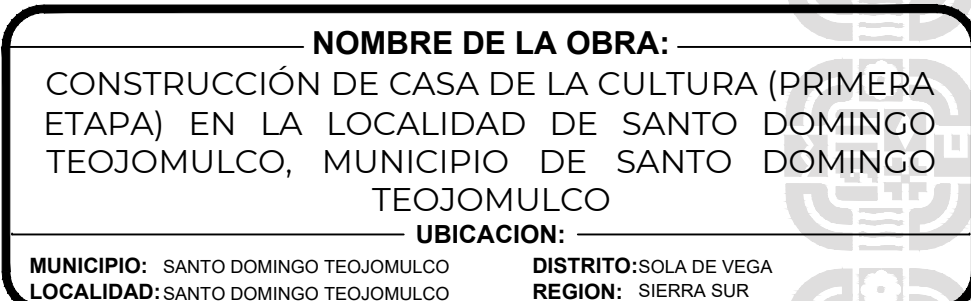 NOMBRE DE LA OBRA:
CONSTRUCCIÓN DE CASA DE LA CULTURA (PRIMERA
ETAPA) EN LA LOCALIDAD DE SANTO DOMINGO
TEOJOMULCO, MUNICIPIO DE SANTO DOMINGO
TEOJOMULCO
UBICACION:
MUNICIPIO: SANTO DOMINGO TEOJOMULCO DISTRITO: SOLA DE VEGA
LOCALIDAD: SANTO DOMINGO TEOJOMULCO REGION: SIERRA SUR